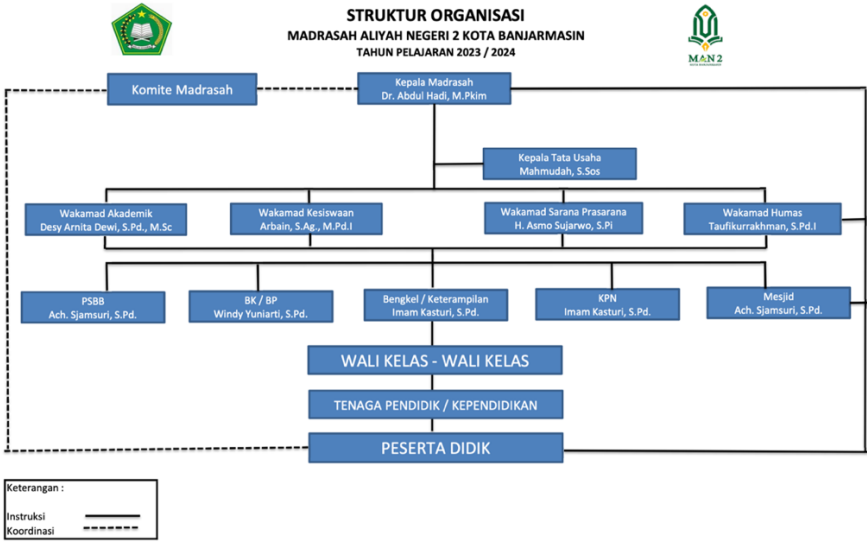 STRUKTUR ORGANISASI
MADRASAH ALIYAH NEGERI 2 KOTA BANJARMASIN
TAHUN PELAJARAN 2023 / 2024
MAN2
Komite Madrasah
Kepala Madrasah
Dr. Abdul Hadi, M.Pkim
Kepala Tata Usaha
Mahmudah, S.Sos
Wakamad Akademik
Desy Arnita Dewi, S.Pd., M.Sc
Wakamad Kesiswaan
Arbain, S.Ag., M.Pd.I
Wakamad Sarana Prasarana
H. Asmo Sujarwo, S.Pi
Wakamad Humas
Taufikurrakhman, S.Pd.I
PSBB
Ach. Sjamsuri, S.Pd.
BK / BP
Windy Yuniarti, S.Pd.
Bengkel / Keterampilan
Imam Kasturi, S.Pd.
KPN
Imam Kasturi, S.Pd.
Mesjid
Ach. Sjamsuri, S.Pd.
WALI KELAS - WALI KELAS
TENAGA PENDIDIK / KEPENDIDIKAN
PESERTA DIDIK
Keterangan :
Instruksi
Koordinasi